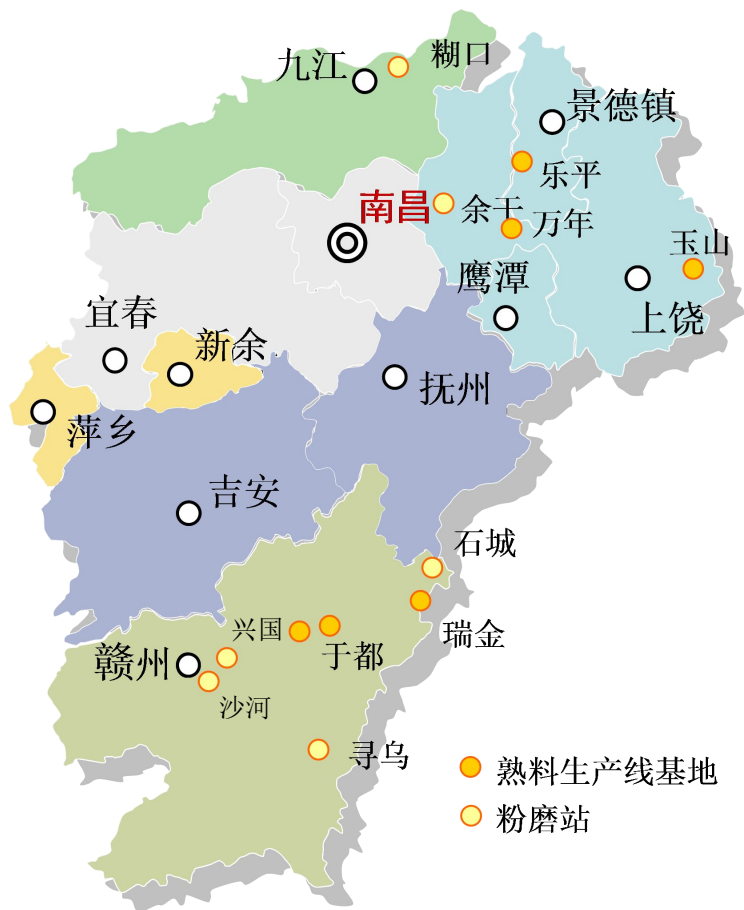 九江
糊口
景德镇
乐平
南昌
余干
万年
玉山
鹰潭
上饶
宜春
新余
抚州
萍乡
吉安
石城
兴国
于都
瑞金
赣州
沙河
寻乌
熟料生产线基地
粉磨站